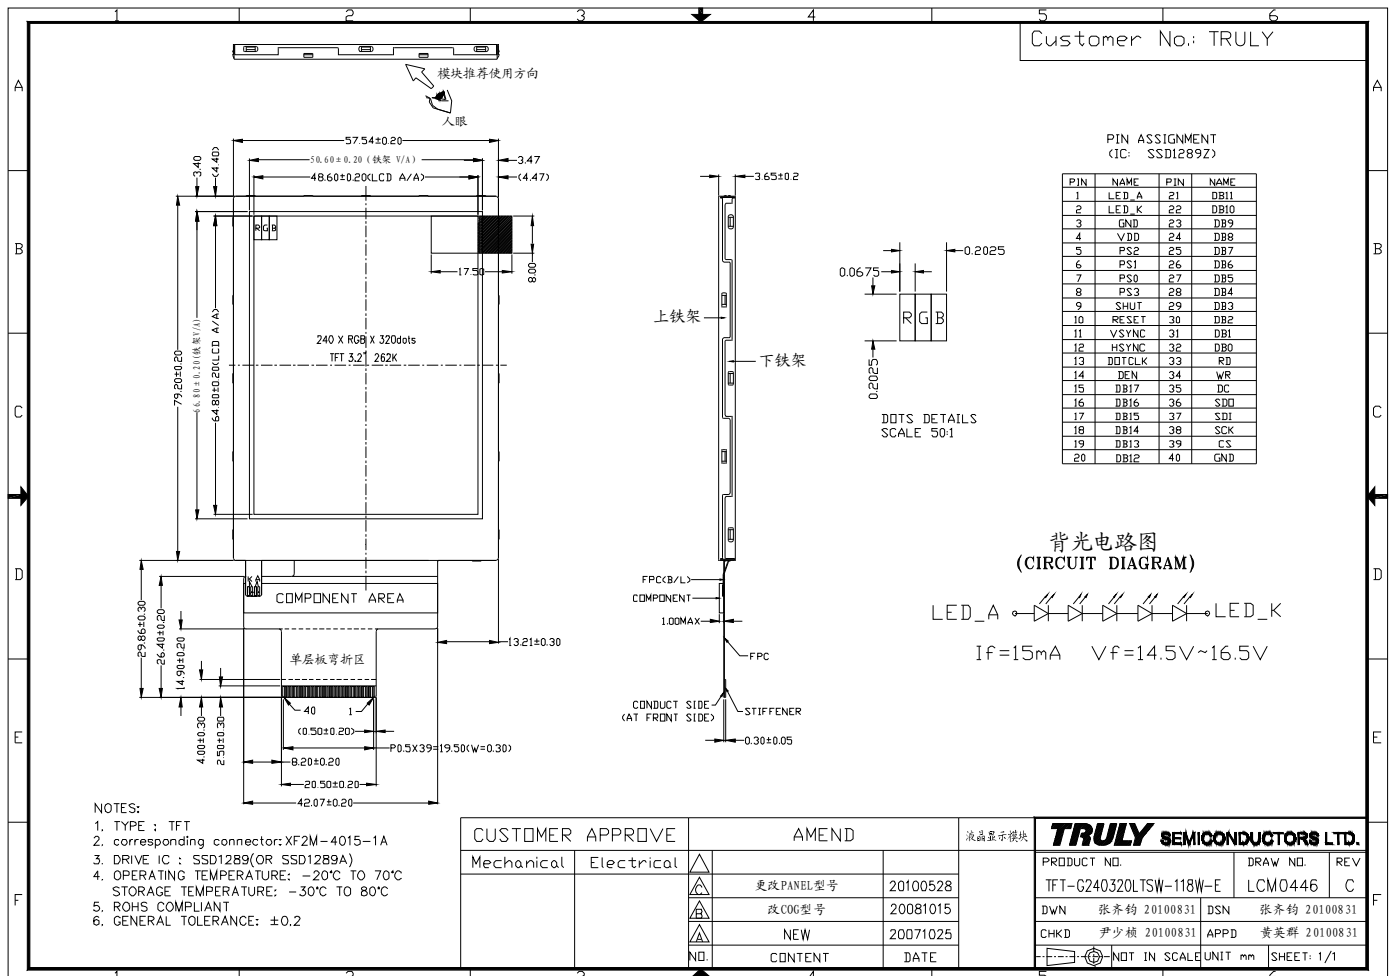 1 2 3 4 5 6
Customer No.: TRULY
A
B
C
D
E
F
A
B
C
D
E
F
模块推荐使用方向
人眼
57.54±0.20
50.60±0.20 (铁架 V/A)
48.60±0.20(LCD A/A)
3.47
(4.47)
3.40
(4.40)
R G B
17.50
8.00
79.20±0.20
66.80±0.20(铁架V/A)
64.80±0.20(LCD A/A)
240 X RGB X 320dots
TFT 3.2" 262K
K A
COMPONENT AREA
29.86±0.30
26.40±0.20
14.90±0.20
4.00±0.30
2.50±0.30
单层板弯折区
13.21±0.30
40 1
(0.50±0.20)
P0.5X39=19.50(W=0.30)
8.20±0.20
20.50±0.20
42.07±0.20
3.65±0.2
上铁架
下铁架
FPC(B/L)
COMPONENT
1.00MAX
FPC
CONDUCT SIDE
(AT FRONT SIDE)
STIFFENER
0.30±0.05
0.2025
0.0675
R G B
0.2025
DOTS DETAILS
SCALE 50:1
PIN ASSIGNMENT
(IC: SSD1289Z)
PIN NAME PIN NAME
1 LED_A 21 DB11
2 LED_K 22 DB10
3 GND 23 DB9
4 VDD 24 DB8
5 PS2 25 DB7
6 PS1 26 DB6
7 PS0 27 DB5
8 PS3 28 DB4
9 SHUT 29 DB3
10 RESET 30 DB2
11 VSYNC 31 DB1
12 HSYNC 32 DB0
13 DOTCLK 33 RD
14 DEN 34 WR
15 DB17 35 DC
16 DB16 36 SDO
17 DB15 37 SDI
18 DB14 38 SCK
19 DB13 39 CS
20 DB12 40 GND
背光电路图
(CIRCUIT DIAGRAM)
LED_A LED_K
If=15mA Vf=14.5V~16.5V
NOTES:
1. TYPE : TFT
2. corresponding connector:XF2M-4015-1A
3. DRIVE IC : SSD1289(OR SSD1289A)
4. OPERATING TEMPERATURE: -20℃ TO 70℃
STORAGE TEMPERATURE: -30℃ TO 80℃
5. ROHS COMPLIANT
6. GENERAL TOLERANCE: ±0.2
CUSTOMER APPROVE AMEND
Mechanical Electrical
C 更改PANEL型号 20100528
B 改COG型号 20081015
A NEW 20071025
NO. CONTENT DATE
液晶显示模块
TRULY SEMICONDUCTORS LTD.
PRODUCT NO. DRAW NO. REV
TFT-G240320LTSW-118W-E LCM0446 C
DWN 张齐钧 20100831 DSN 张齐钧 20100831
CHKD 尹少桢 20100831 APPD 黄英群 20100831
NOT IN SCALE UNIT mm SHEET: 1/1
1 2 3 4 5 6